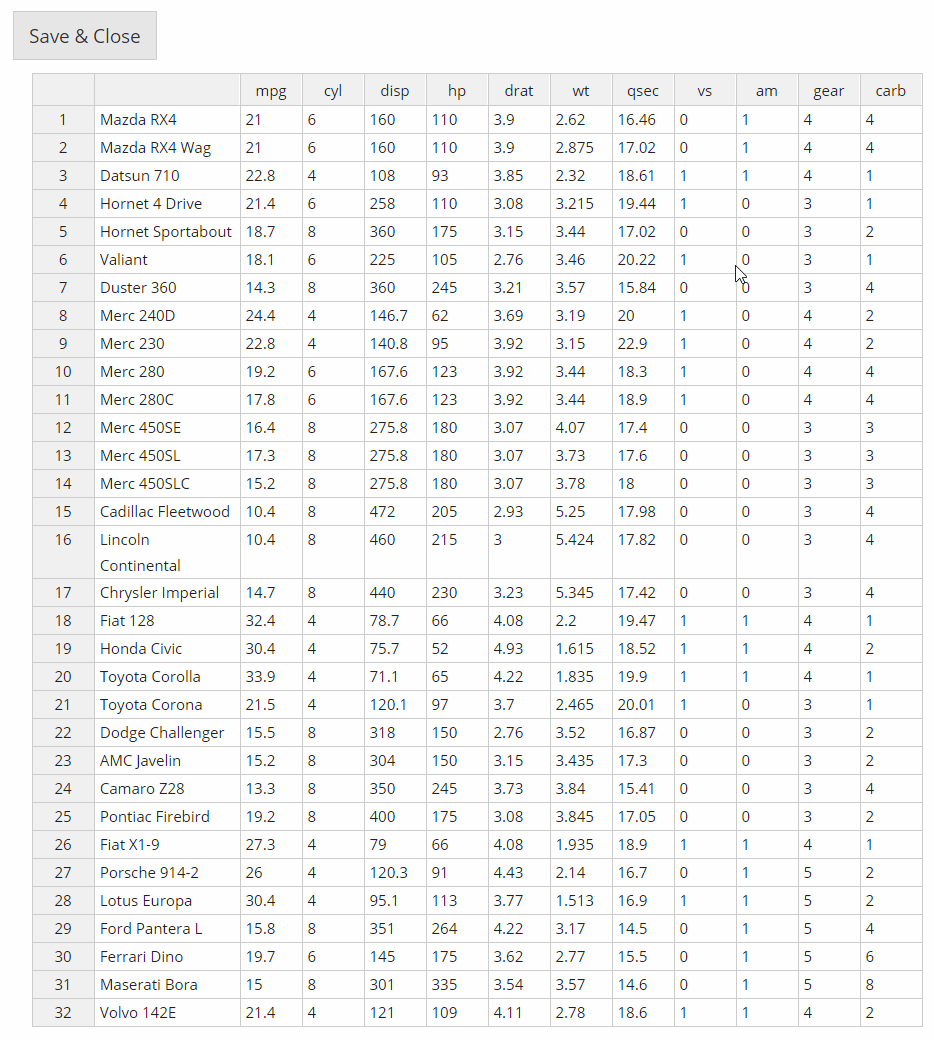 Save & Close
mpg cyl disp hp drat wt qsec vs am gear carb
1 Mazda RX4 21 6 160 110 3.9 2.62 16.46 0 1 4 4
2 Mazda RX4 Wag 21 6 160 110 3.9 2.875 17.02 0 1 4 4
3 Datsun 710 22.8 4 108 93 3.85 2.32 18.61 1 1 4 1
4 Hornet 4 Drive 21.4 6 258 110 3.08 3.215 19.44 1 0 3 1
5 Hornet Sportabout 18.7 8 360 175 3.15 3.44 17.02 0 0 3 2
6 Valiant 18.1 6 225 105 2.76 3.46 20.22 1 0 3 1
7 Duster 360 14.3 8 360 245 3.21 3.57 15.84 0 0 3 4
8 Merc 240D 24.4 4 146.7 62 3.69 3.19 20 1 0 4 2
9 Merc 230 22.8 4 140.8 95 3.92 3.15 22.9 1 0 4 2
10 Merc 280 19.2 6 167.6 123 3.92 3.44 18.3 1 0 4 4
11 Merc 280C 17.8 6 167.6 123 3.92 3.44 18.9 1 0 4 4
12 Merc 450SE 16.4 8 275.8 180 3.07 4.07 17.4 0 0 3 3
13 Merc 450SL 17.3 8 275.8 180 3.07 3.73 17.6 0 0 3 3
14 Merc 450SLC 15.2 8 275.8 180 3.07 3.78 18 0 0 3 3
15 Cadillac Fleetwood 10.4 8 472 205 2.93 5.25 17.98 0 0 3 4
16 Lincoln 10.4 8 460 215 3 5.424 17.82 0 0 3 4
Continental
17 Chrysler Imperial 14.7 8 440 230 3.23 5.345 17.42 0 0 3 4
18 Fiat 128 32.4 4 78.7 66 4.08 2.2 19.47 1 1 4 1
19 Honda Civic 30.4 4 75.7 52 4.93 1.615 18.52 1 1 4 2
20 Toyota Corolla 33.9 4 71.1 65 4.22 1.835 19.9 1 1 4 1
21 Toyota Corona 21.5 4 120.1 97 3.7 2.465 20.01 1 0 3 1
22 Dodge Challenger 15.5 8 318 150 2.76 3.52 16.87 0 0 3 2
23 AMC Javelin 15.2 8 304 150 3.15 3.435 17.3 0 0 3 2
24 Camaro Z28 13.3 8 350 245 3.73 3.84 15.41 0 0 3 4
25 Pontiac Firebird 19.2 8 400 175 3.08 3.845 17.05 0 0 3 2
26 Fiat X1-9 27.3 4 79 66 4.08 1.935 18.9 1 1 4 1
27 Porsche 914-2 26 4 120.3 91 4.43 2.14 16.7 0 1 5 2
28 Lotus Europa 30.4 4 95.1 113 3.77 1.513 16.9 1 1 5 2
29 Ford Pantera L 15.8 8 351 264 4.22 3.17 14.5 0 1 5 4
30 Ferrari Dino 19.7 6 145 175 3.62 2.77 15.5 0 1 5 6
31 Maserati Bora 15 8 301 335 3.54 3.57 14.6 0 1 5 8
32 Volvo 142E 21.4 4 121 109 4.11 2.78 18.6 1 1 4 2